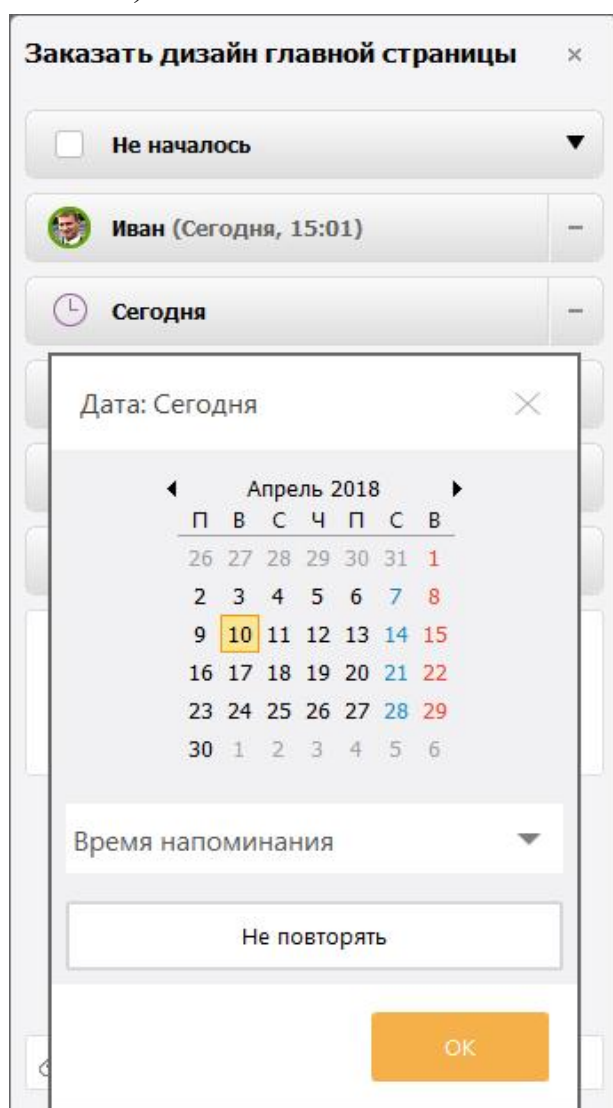 Заказать дизайн главной страницы ×
Не началось
Иван (Сегодня, 15:01) –
Сегодня –
Дата: Сегодня
Апрель 2018
П В С Ч П С В
26 27 28 29 30 31 1
2 3 4 5 6 7 8
9 10 11 12 13 14 15
16 17 18 19 20 21 22
23 24 25 26 27 28 29
30 1 2 3 4 5 6
Время напоминания
Не повторять
ОК